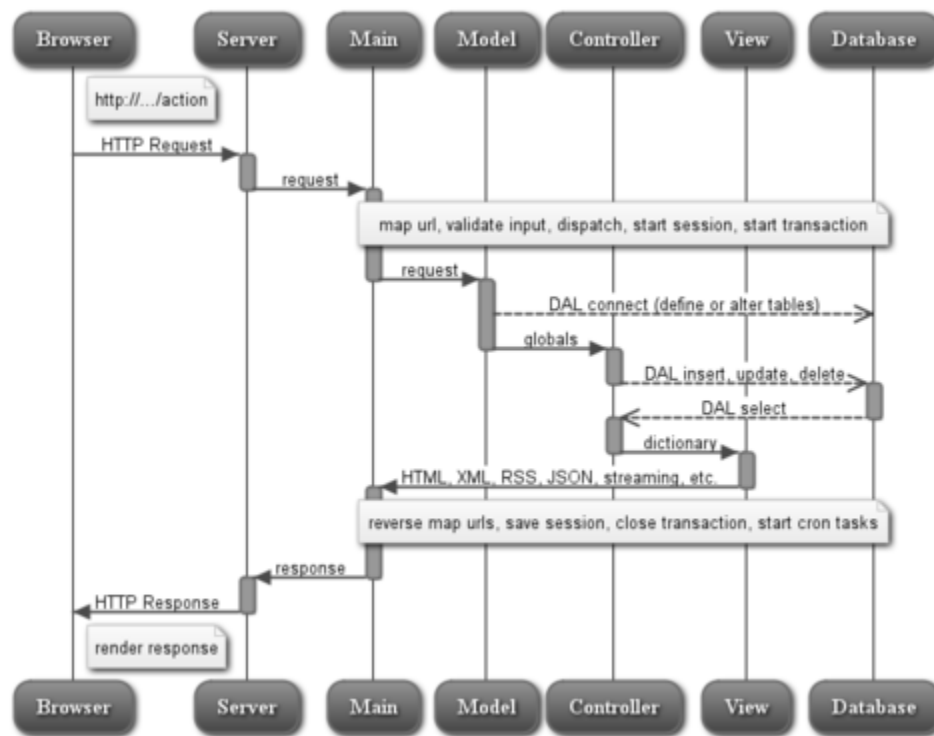 Browser Server Main Model Controller View Database
http://.../action
HTTP Request
request
map url, validate input, dispatch, start session, start transaction
request
DAL connect (define or alter tables)
globals
DAL insert, update, delete
DAL select
dictionary
HTML, XML, RSS, JSON, streaming, etc.
reverse map urls, save session, close transaction, start cron tasks
response
HTTP Response
render response
Browser Server Main Model Controller View Database